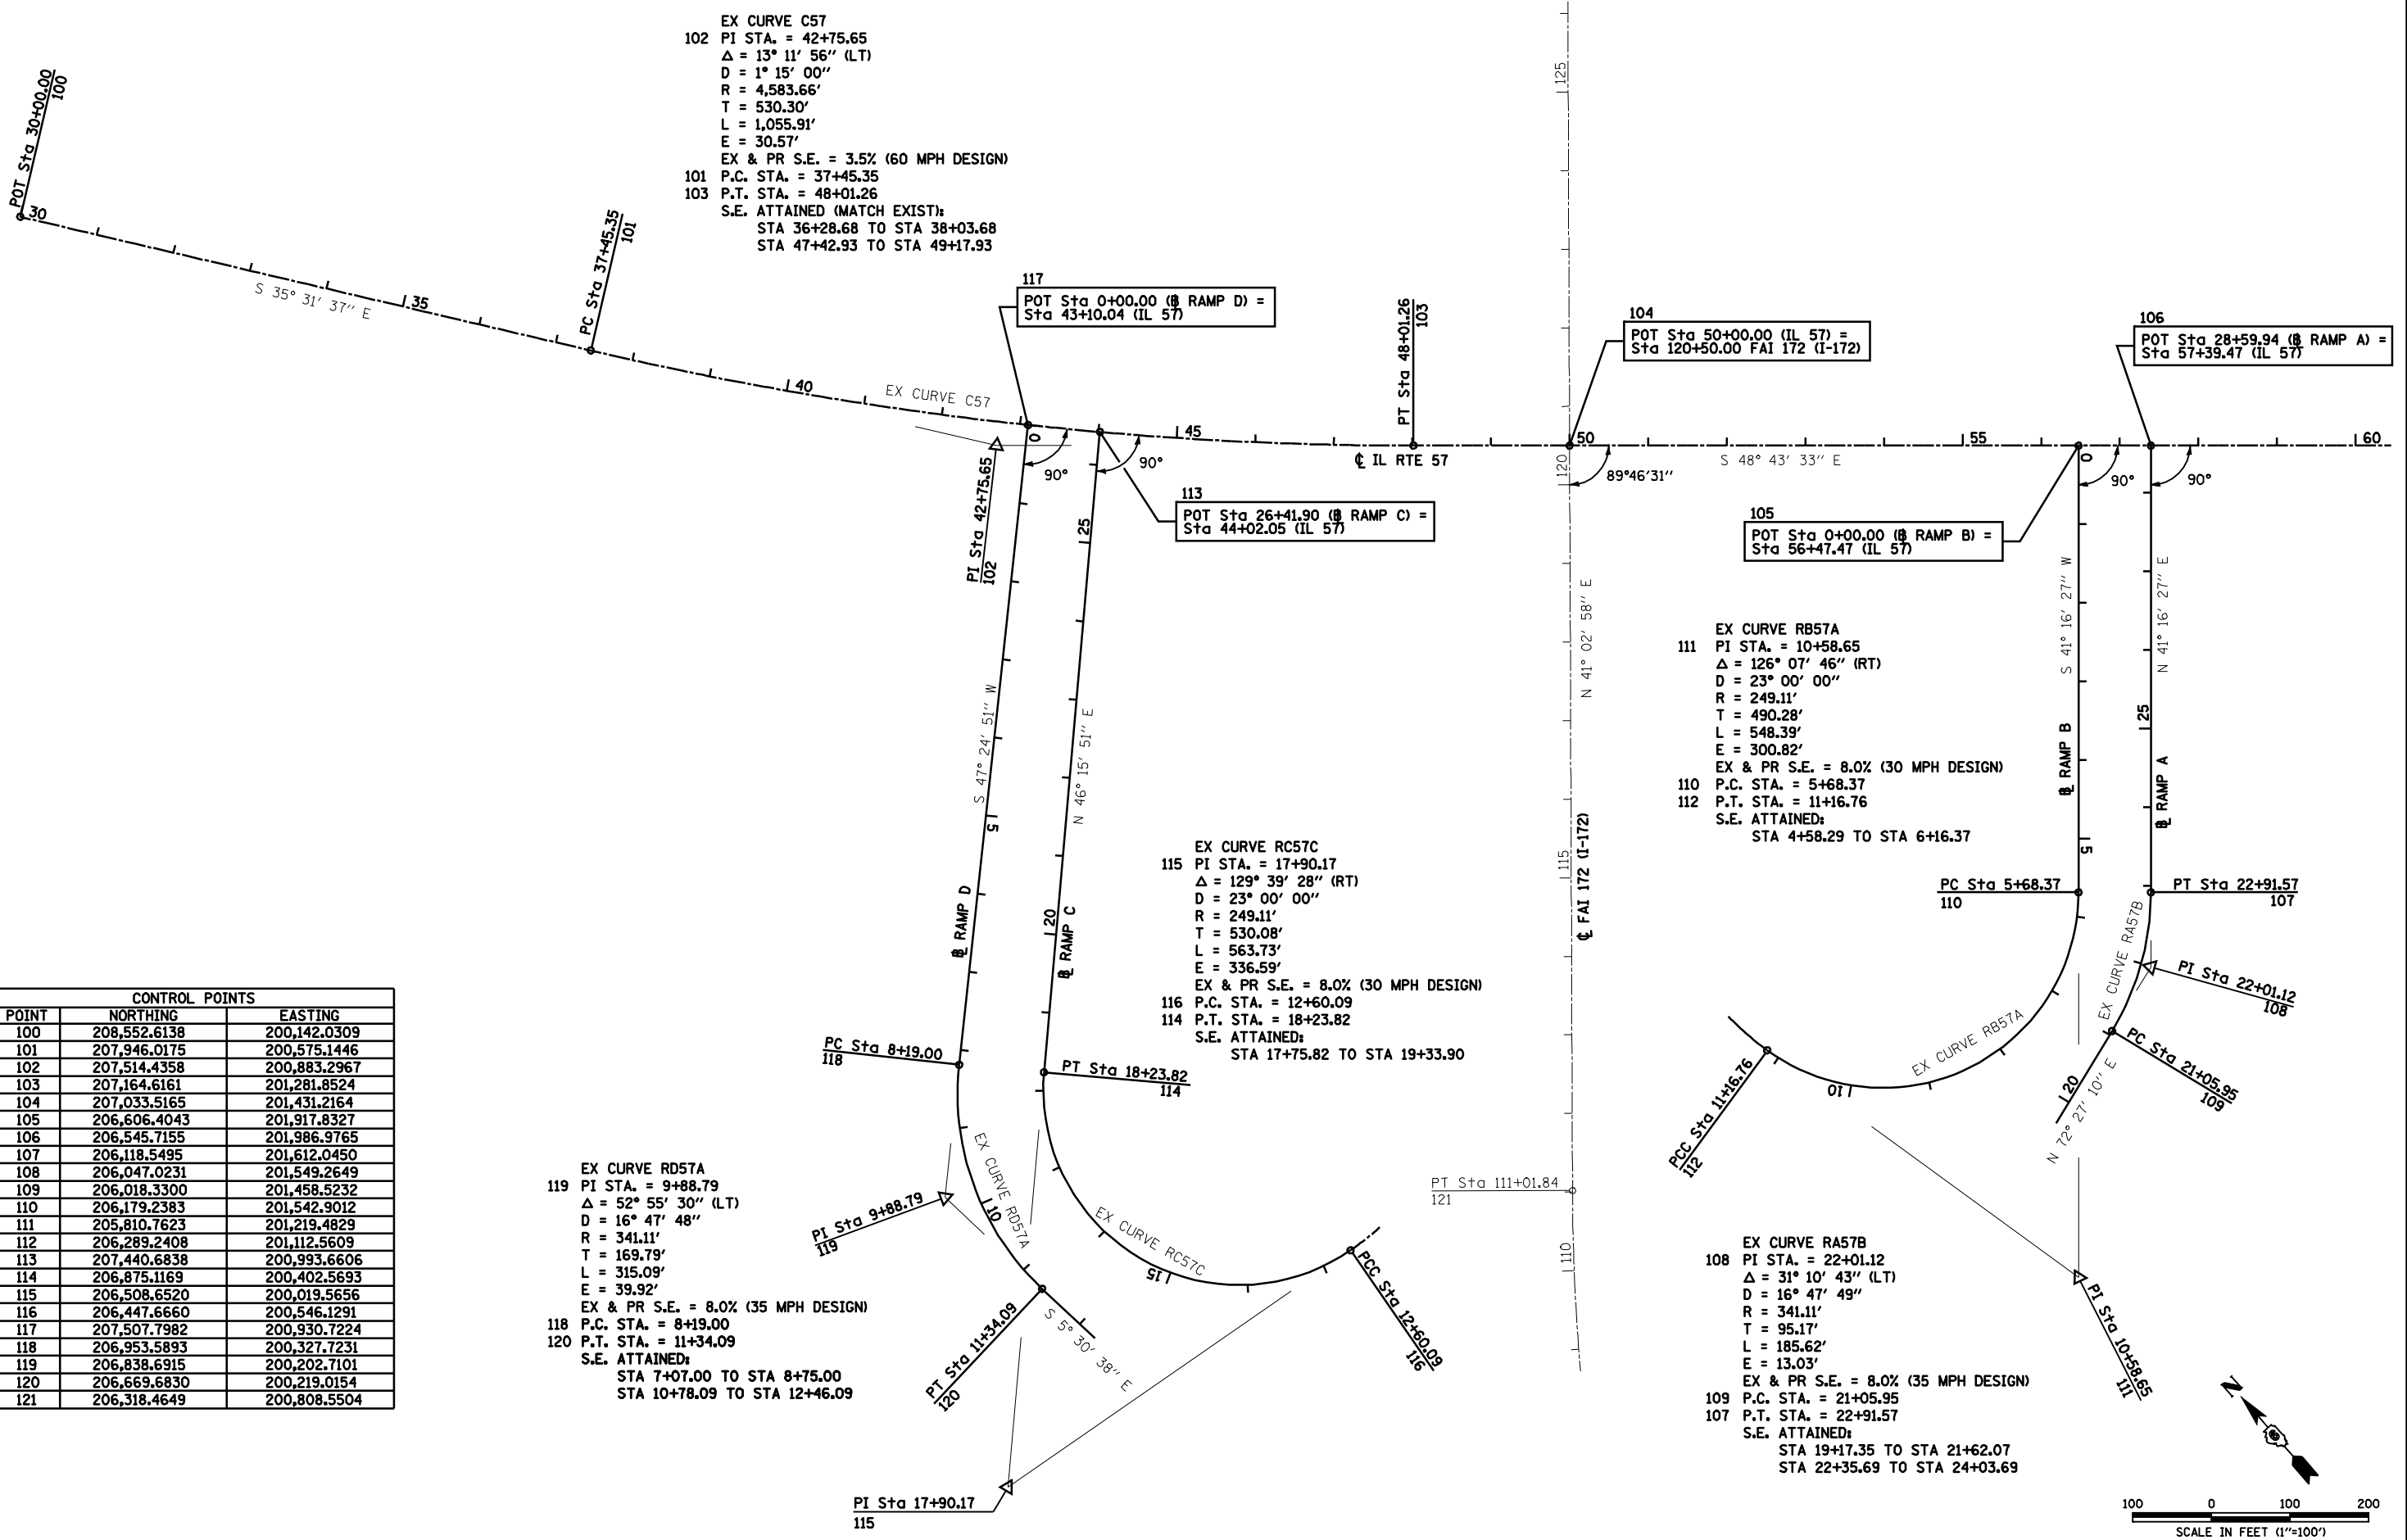 EX CURVE C57
102 PI STA. = 42+75.65
Δ = 13° 11′ 56″ (LT)
D = 1° 15′ 00″
R = 4,583.66′
T = 530.30′
L = 1,055.91′
E = 30.57′
EX & PR S.E. = 3.5% (60 MPH DESIGN)
101 P.C. STA. = 37+45.35
103 P.T. STA. = 48+01.26
S.E. ATTAINED (MATCH EXIST):
STA 36+28.68 TO STA 38+03.68
STA 47+42.93 TO STA 49+17.93
POT Sta 30+00.00
100
30
S 35° 31′ 37″ E
35
PC Sta 37+45.35
101
40
EX CURVE C57
117
POT Sta 0+00.00 (℔ RAMP D) =
Sta 43+10.04 (IL 57)
0
90°
90°
45
PI Sta 42+75.65
102
113
POT Sta 26+41.90 (℔ RAMP C) =
Sta 44+02.05 (IL 57)
PT Sta 48+01.26
103
℄ IL RTE 57
125
104
POT Sta 50+00.00 (IL 57) =
Sta 120+50.00 FAI 172 (I-172)
50
120
89°46′31″
S 48° 43′ 33″ E
55
60
106
POT Sta 28+59.94 (℔ RAMP A) =
Sta 57+39.47 (IL 57)
0
90°
90°
105
POT Sta 0+00.00 (℔ RAMP B) =
Sta 56+47.47 (IL 57)
25
S 47° 24′ 51″ W
N 46° 15′ 51″ E
5
20
℔ RAMP D
℔ RAMP C
N 41° 02′ 58″ E
115
℄ FAI 172 (I-172)
S 41° 16′ 27″ W
N 41° 16′ 27″ E
25
℔ RAMP B
℔ RAMP A
5
EX CURVE RB57A
111 PI STA. = 10+58.65
Δ = 126° 07′ 46″ (RT)
D = 23° 00′ 00″
R = 249.11′
T = 490.28′
L = 548.39′
E = 300.82′
EX & PR S.E. = 8.0% (30 MPH DESIGN)
110 P.C. STA. = 5+68.37
112 P.T. STA. = 11+16.76
S.E. ATTAINED:
STA 4+58.29 TO STA 6+16.37
EX CURVE RC57C
115 PI STA. = 17+90.17
Δ = 129° 39′ 28″ (RT)
D = 23° 00′ 00″
R = 249.11′
T = 530.08′
L = 563.73′
E = 336.59′
EX & PR S.E. = 8.0% (30 MPH DESIGN)
116 P.C. STA. = 12+60.09
114 P.T. STA. = 18+23.82
S.E. ATTAINED:
STA 17+75.82 TO STA 19+33.90
PC Sta 5+68.37
110
PT Sta 22+91.57
107
PI Sta 22+01.12
108
EX CURVE RA57B
PC Sta 21+05.95
109
20
N 72° 27′ 10″ E
EX CURVE RB57A
10
PCC Sta 11+16.76
112
PI Sta 10+58.65
111
CONTROL POINTS
POINT NORTHING EASTING
100 208,552.6138 200,142.0309
101 207,946.0175 200,575.1446
102 207,514.4358 200,883.2967
103 207,164.6161 201,281.8524
104 207,033.5165 201,431.2164
105 206,606.4043 201,917.8327
106 206,545.7155 201,986.9765
107 206,118.5495 201,612.0450
108 206,047.0231 201,549.2649
109 206,018.3300 201,458.5232
110 206,179.2383 201,542.9012
111 205,810.7623 201,219.4829
112 206,289.2408 201,112.5609
113 207,440.6838 200,993.6606
114 206,875.1169 200,402.5693
115 206,508.6520 200,019.5656
116 206,447.6660 200,546.1291
117 207,507.7982 200,930.7224
118 206,953.5893 200,327.7231
119 206,838.6915 200,202.7101
120 206,669.6830 200,219.0154
121 206,318.4649 200,808.5504
PC Sta 8+19.00
118
PT Sta 18+23.82
114
EX CURVE RD57A
119 PI STA. = 9+88.79
Δ = 52° 55′ 30″ (LT)
D = 16° 47′ 48″
R = 341.11′
T = 169.79′
L = 315.09′
E = 39.92′
EX & PR S.E. = 8.0% (35 MPH DESIGN)
118 P.C. STA. = 8+19.00
120 P.T. STA. = 11+34.09
S.E. ATTAINED:
STA 7+07.00 TO STA 8+75.00
STA 10+78.09 TO STA 12+46.09
PI Sta 9+88.79
119
EX CURVE RD57A
10
PT Sta 11+34.09
120
S 5° 30′ 38″ E
EX CURVE RC57C
15
PCC Sta 12+60.09
116
PI Sta 17+90.17
115
PT Sta 111+01.84
121
110
EX CURVE RA57B
108 PI STA. = 22+01.12
Δ = 31° 10′ 43″ (LT)
D = 16° 47′ 49″
R = 341.11′
T = 95.17′
L = 185.62′
E = 13.03′
EX & PR S.E. = 8.0% (35 MPH DESIGN)
109 P.C. STA. = 21+05.95
107 P.T. STA. = 22+91.57
S.E. ATTAINED:
STA 19+17.35 TO STA 21+62.07
STA 22+35.69 TO STA 24+03.69
N
100 0 100 200
SCALE IN FEET (1″=100′)